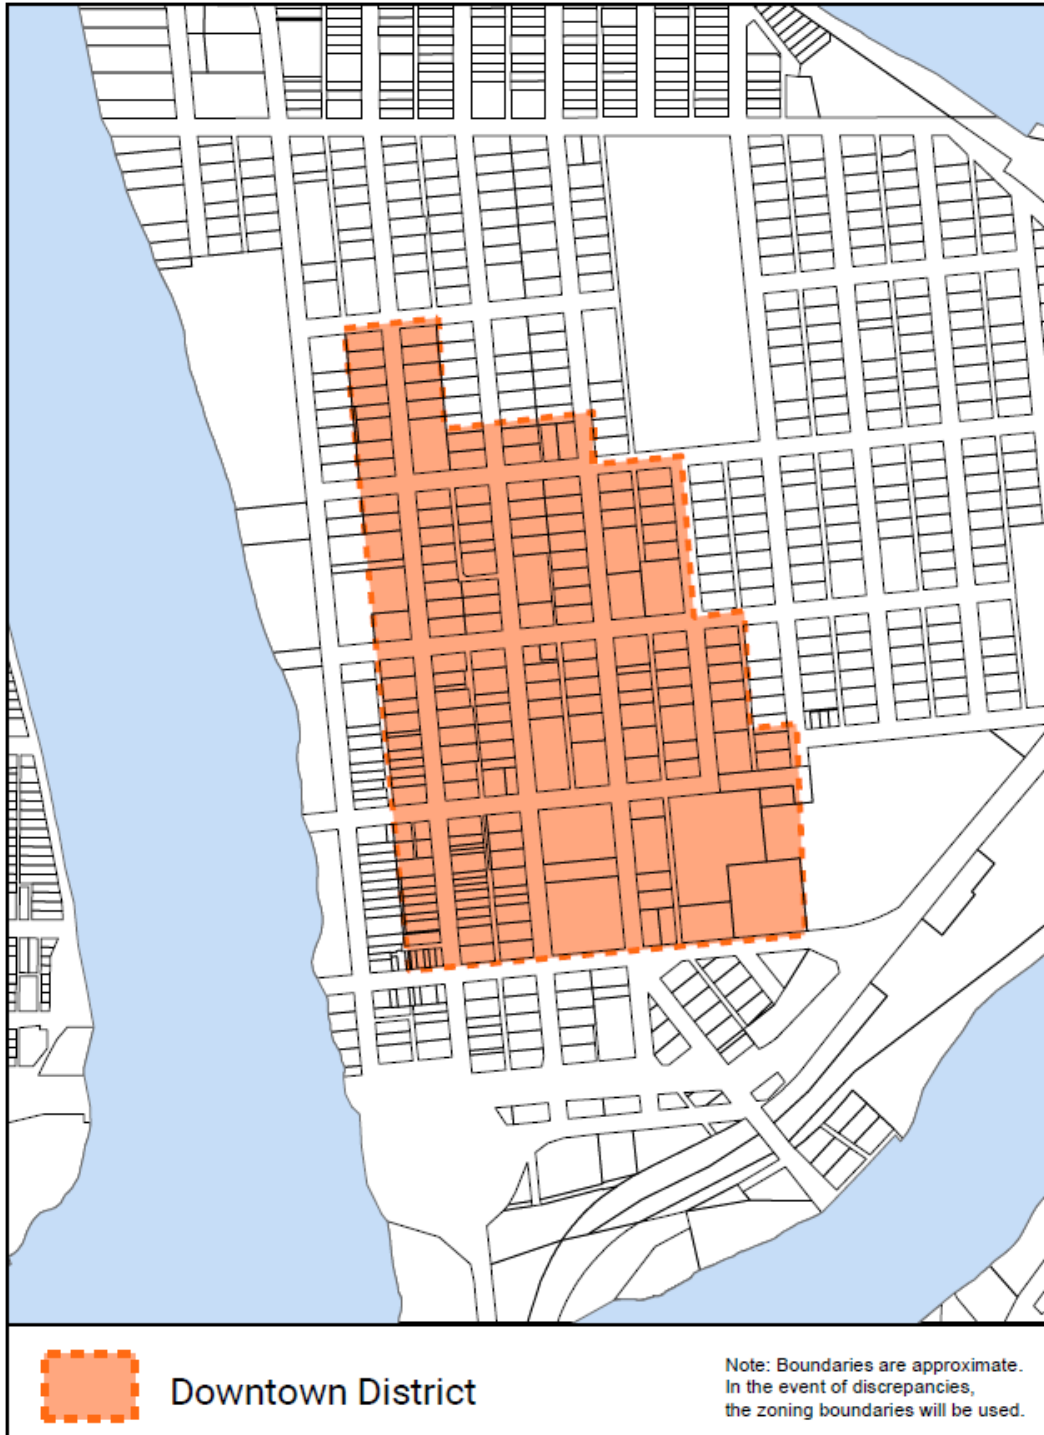 Downtown District
Note: Boundaries are approximate.
In the event of discrepancies,
the zoning boundaries will be used.